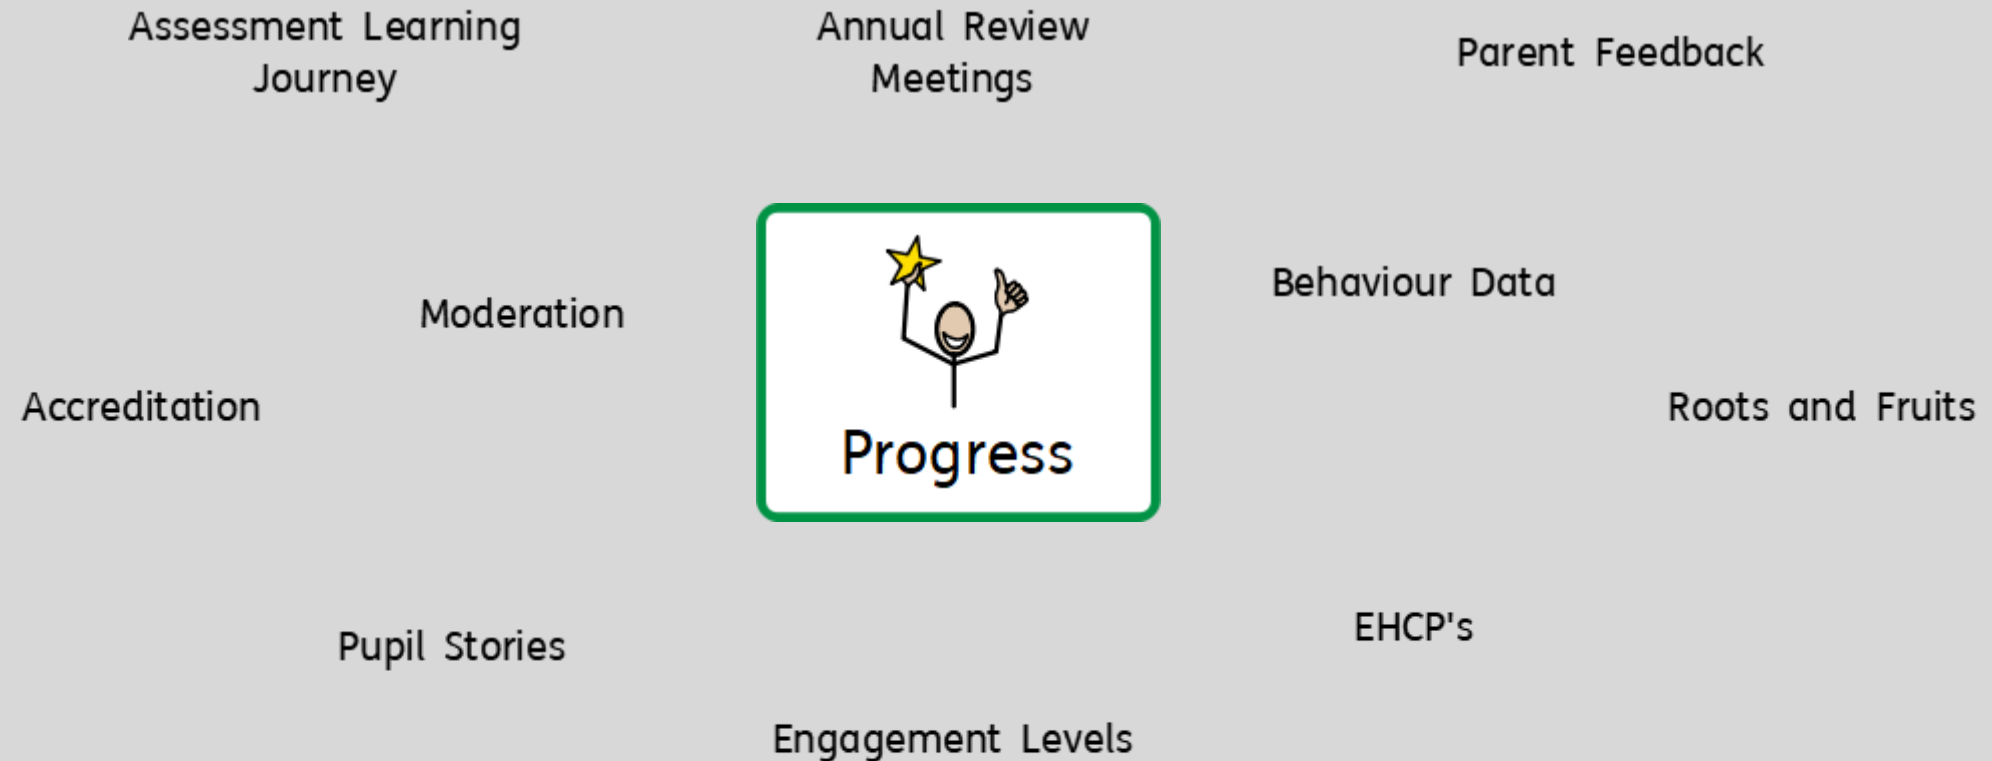 Assessment Learning
Journey
Annual Review
Meetings
Parent Feedback
Behaviour Data
Moderation
Accreditation
Roots and Fruits
Progress
EHCP's
Pupil Stories
Engagement Levels